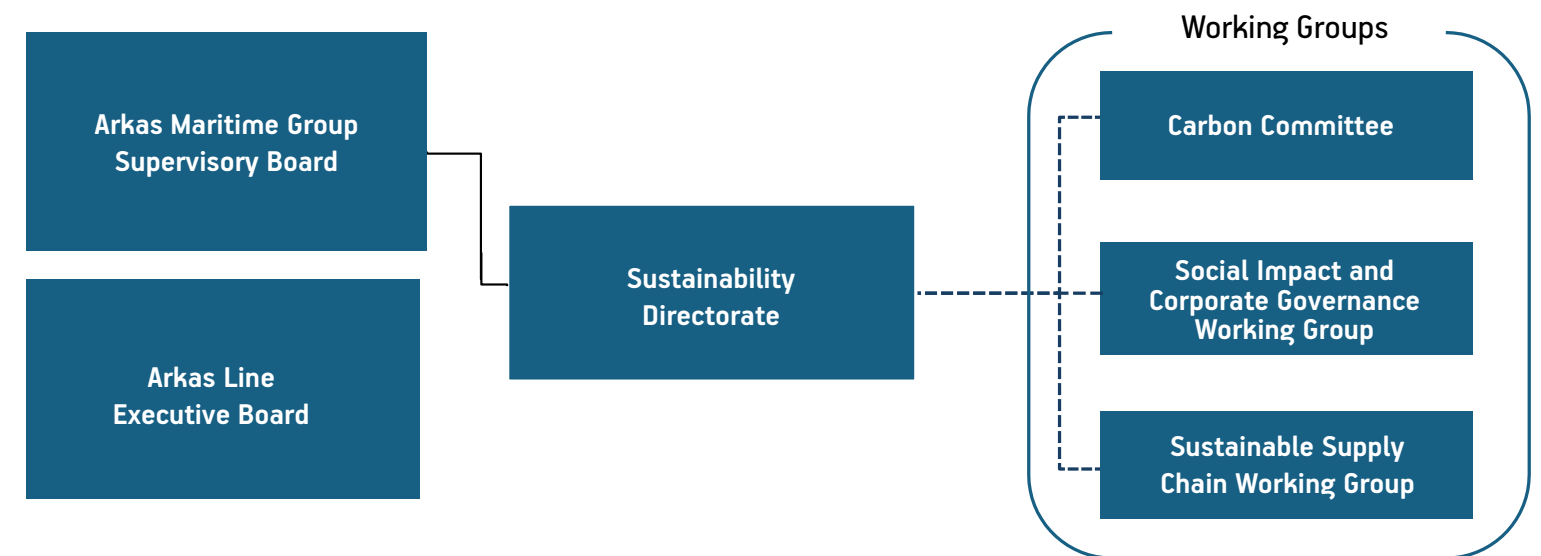 Working Groups
Arkas Maritime Group
Supervisory Board
Arkas Line
Executive Board
Sustainability
Directorate
Carbon Committee
Social Impact and
Corporate Governance
Working Group
Sustainable Supply
Chain Working Group